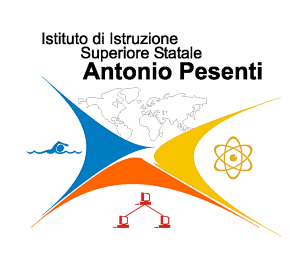 Istituto di Istruzione
Superiore Statale
Antonio Pesenti